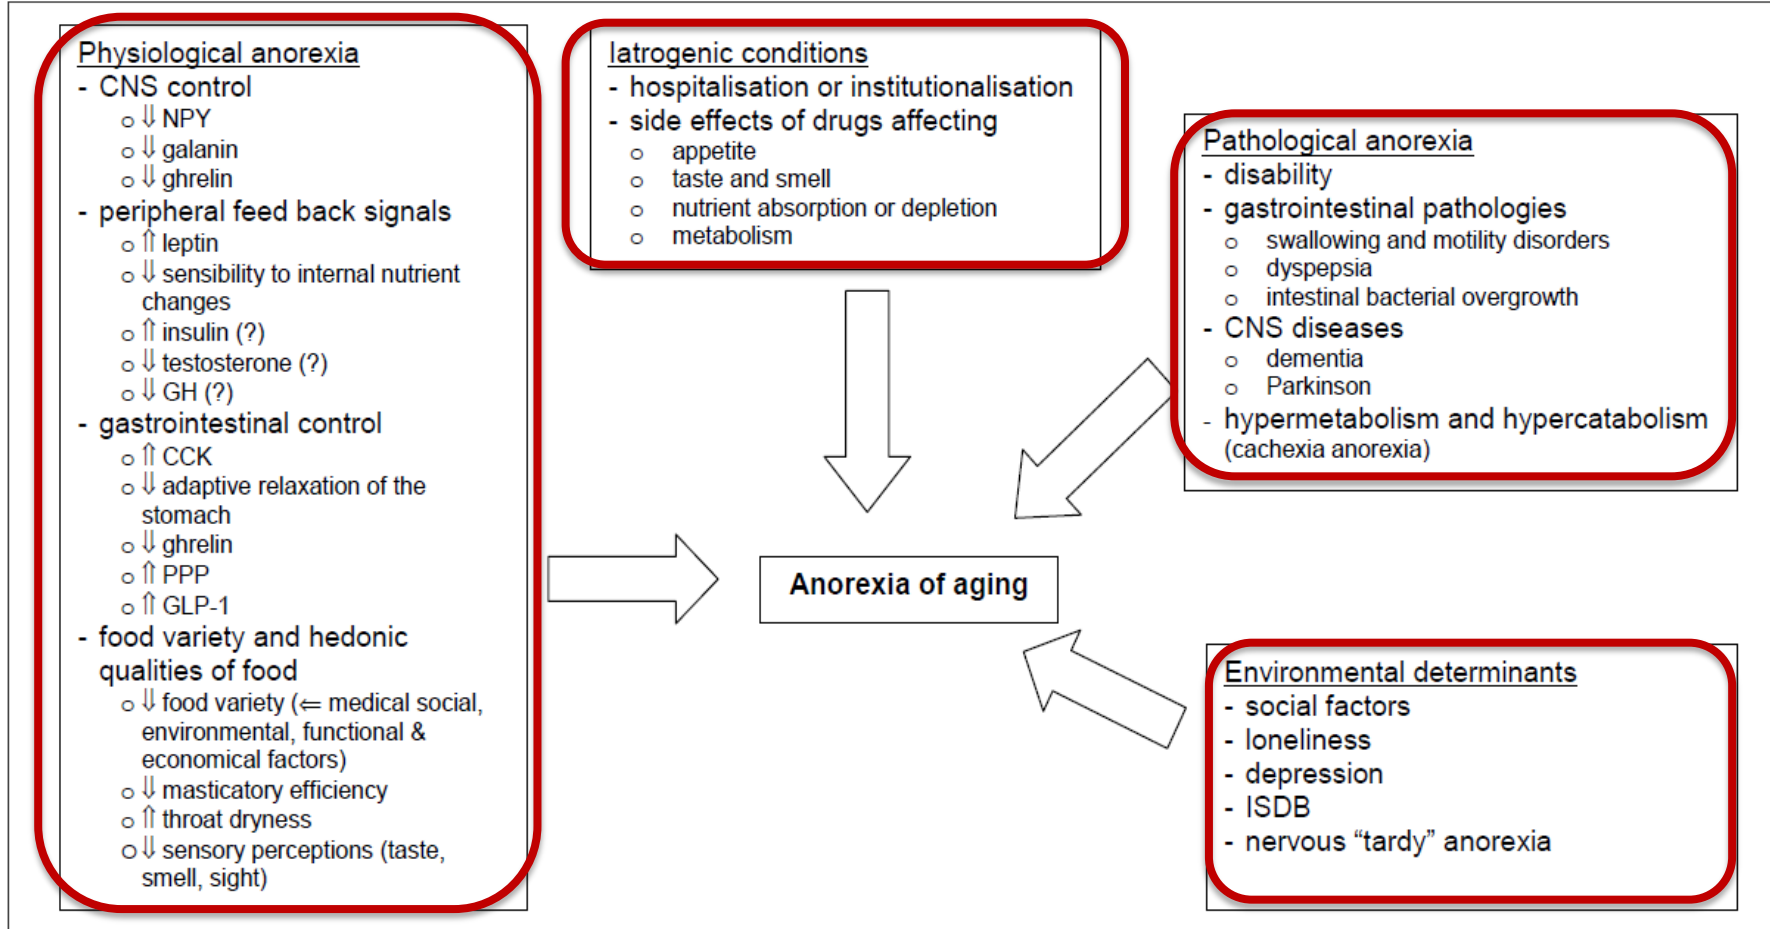 Physiological anorexia
- CNS control
o ⇓ NPY
o ⇓ galanin
o ⇓ ghrelin
- peripheral feed back signals
o ⇑ leptin
o ⇓ sensibility to internal nutrient
changes
o ⇑ insulin (?)
o ⇓ testosterone (?)
o ⇓ GH (?)
- gastrointestinal control
o ⇑ CCK
o ⇓ adaptive relaxation of the
stomach
o ⇓ ghrelin
o ⇑ PPP
o ⇑ GLP-1
- food variety and hedonic
qualities of food
o ⇓ food variety (⇐ medical social,
environmental, functional &
economical factors)
o ⇓ masticatory efficiency
o ⇑ throat dryness
o ⇓ sensory perceptions (taste,
smell, sight)
Iatrogenic conditions
- hospitalisation or institutionalisation
- side effects of drugs affecting
o appetite
o taste and smell
o nutrient absorption or depletion
o metabolism
Pathological anorexia
- disability
- gastrointestinal pathologies
o swallowing and motility disorders
o dyspepsia
o intestinal bacterial overgrowth
- CNS diseases
o dementia
o Parkinson
- hypermetabolism and hypercatabolism
(cachexia anorexia)
Anorexia of aging
Environmental determinants
- social factors
- loneliness
- depression
- ISDB
- nervous “tardy” anorexia